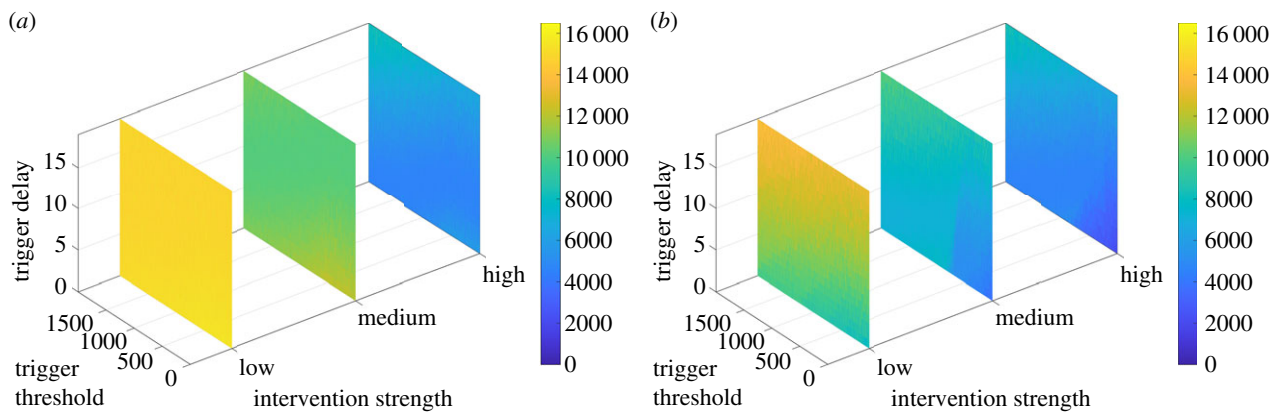 (a)
trigger delay
15
10
5
0
1500
1000
500
0
trigger
threshold
low
medium
high
intervention strength
16 000
14 000
12 000
10 000
8000
6000
4000
2000
0
(b)
trigger delay
15
10
5
0
1500
1000
500
0
trigger
threshold
low
medium
high
intervention strength
16 000
14 000
12 000
10 000
8000
6000
4000
2000
0